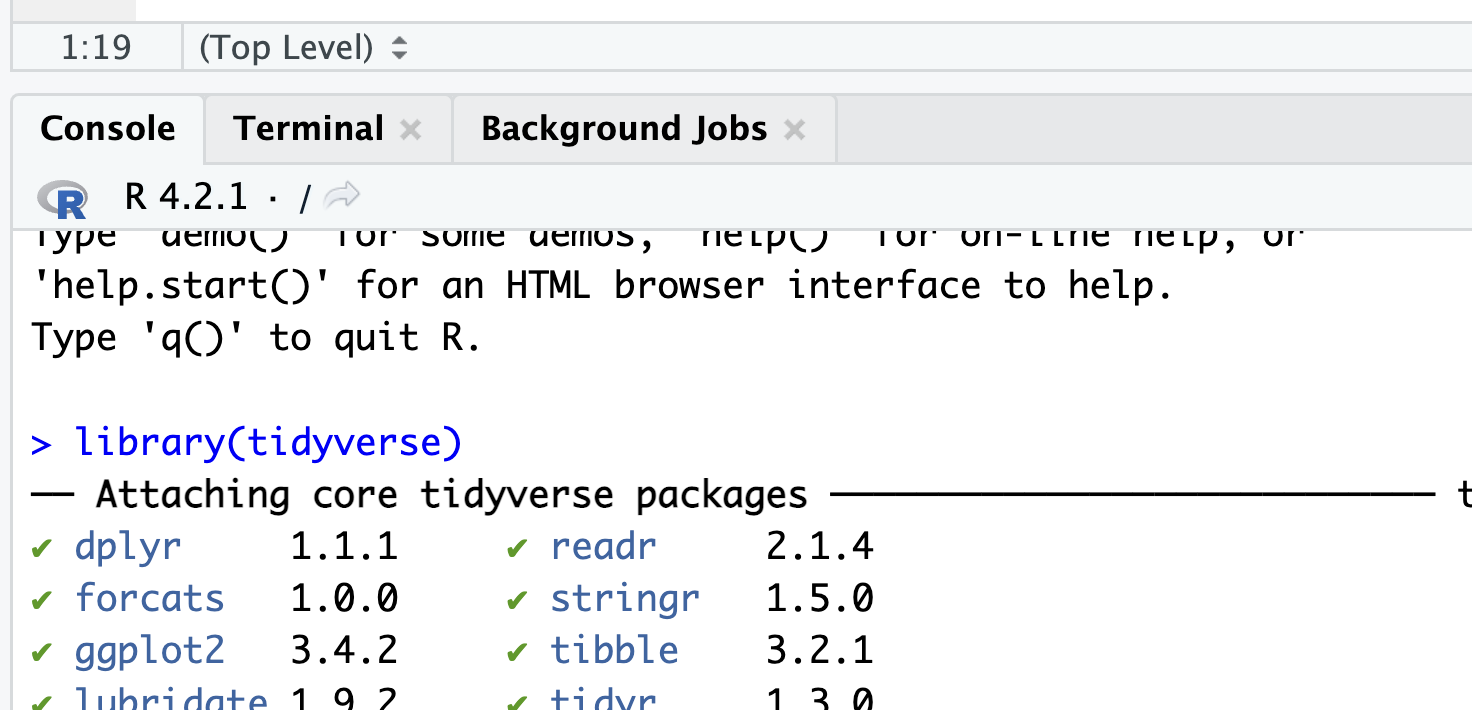 1:19 (Top Level)
Console Terminal Background Jobs
R R 4.2.1 · /
Type 'demo()' for some demos, 'help()' for on-line help, or
'help.start()' for an HTML browser interface to help.
Type 'q()' to quit R.
> library(tidyverse)
── Attaching core tidyverse packages ──────────────────────────── t
✔ dplyr 1.1.1 ✔ readr 2.1.4
✔ forcats 1.0.0 ✔ stringr 1.5.0
✔ ggplot2 3.4.2 ✔ tibble 3.2.1
✔ lubridate 1.9.2 ✔ tidyr 1.3.0